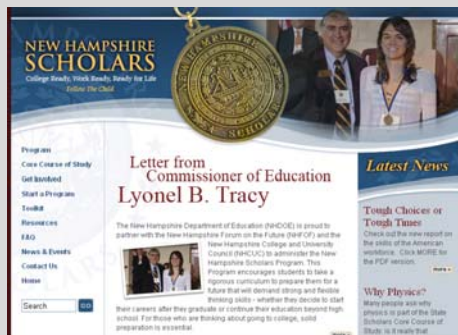 NEW HAMPSHIRE
SCHOLARS
College Ready, Work Ready, Ready for Life
Follow The Child
NEW HAMPSHIRE
SCHOLAR
Program
Core Course of Study
Get Involved
Start a Program
Toolkit
Resources
FAQ
News & Events
Contact Us
Home
Search GO
Letter from
Commissioner of Education
Lyonel B. Tracy
The New Hampshire Department of Education (NHDOE) is proud to
partner with the New Hampshire Forum on the Future (NHFOF) and the
New Hampshire College and University
Council (NHCUC) to administer the New
Hampshire Scholars Program. This
Program encourages students to take a
rigorous curriculum to prepare them for a
future that will demand strong and flexible
thinking skills - whether they decide to start
their careers after they graduate or continue their education beyond high
school. For those who are thinking about going to college, solid
preparation is essential.
Latest News
Tough Choices or
Tough Times
Check out the new report on
the skills of the American
workforce. Click MORE for
the PDF version.
more »
Why Physics?
Many people ask why
physics is part of the State
Scholars Core Course of
Study. Is it really that